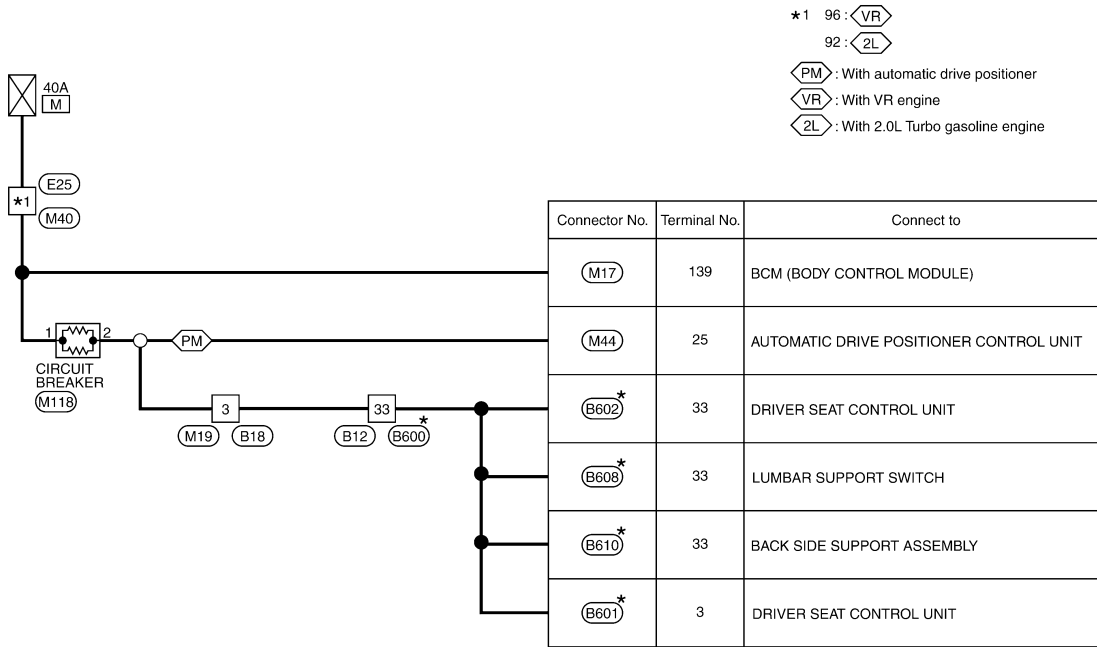 ★1 96 : VR
92 : 2L
PM : With automatic drive positioner
VR : With VR engine
2L : With 2.0L Turbo gasoline engine
40A
M
E25
★1
M40
Connector No. Terminal No. Connect to
M17 139 BCM (BODY CONTROL MODULE)
1 2 PM
CIRCUIT
BREAKER
M118
M44 25 AUTOMATIC DRIVE POSITIONER CONTROL UNIT
3 33
M19 B18 B12 B600★
B602★ 33 DRIVER SEAT CONTROL UNIT
B608★ 33 LUMBAR SUPPORT SWITCH
B610★ 33 BACK SIDE SUPPORT ASSEMBLY
B601★ 3 DRIVER SEAT CONTROL UNIT